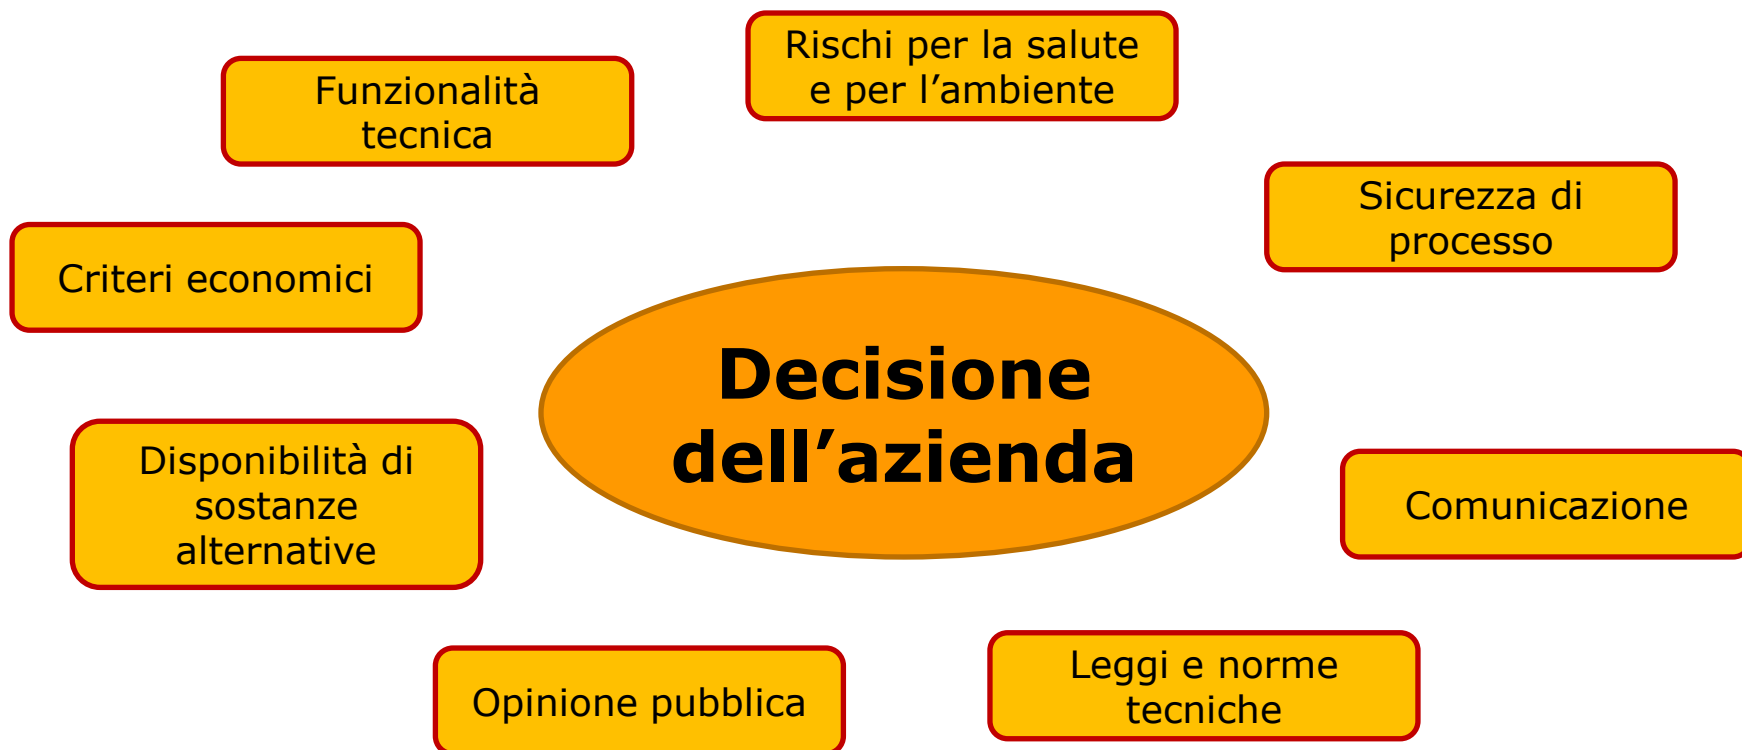 Rischi per la salute
e per l’ambiente
Funzionalità
tecnica
Sicurezza di
processo
Criteri economici
Decisione
dell’azienda
Disponibilità di
sostanze
alternative
Comunicazione
Opinione pubblica
Leggi e norme
tecniche